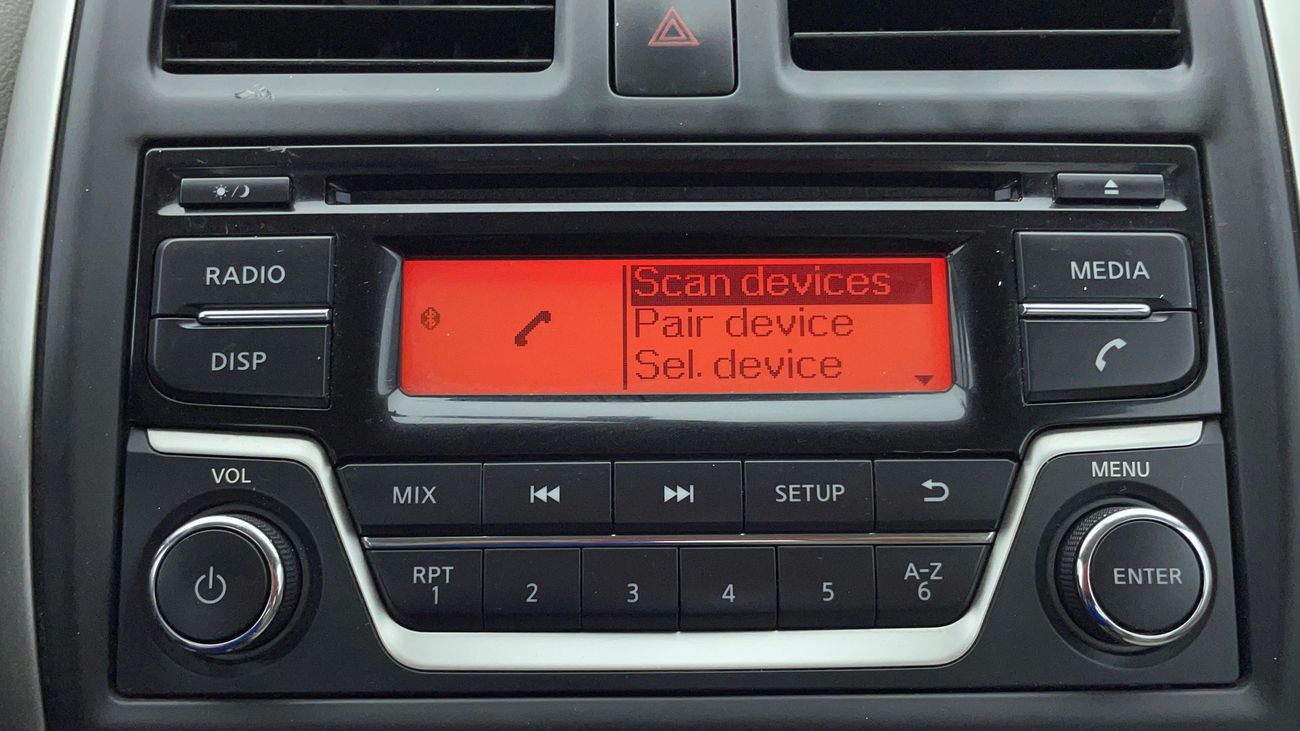 RADIO
DISP
Scan devices
Pair device
Sel. device
MEDIA
VOL
MENU
MIX
SETUP
RPT
1
2
3
4
5
A-Z
6
ENTER